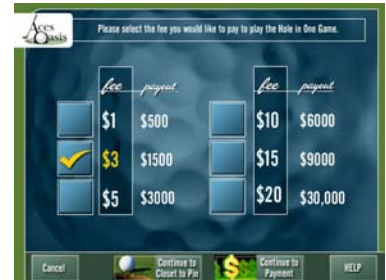 Aces
Oasis
Please select the fee you would like to pay to play the Hole in One Game.
fee payout
$1 $500
$3 $1500
$5 $3000
fee payout
$10 $6000
$15 $9000
$20 $30,000
Cancel
Continue to
Closet to Pin
Continue to
Payment
HELP